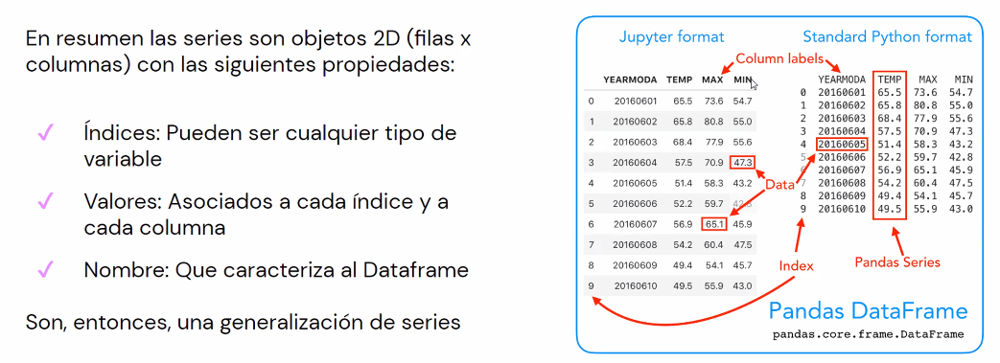 En resumen las series son objetos 2D (filas x
columnas) con las siguientes propiedades:
✓ Índices: Pueden ser cualquier tipo de
variable
✓ Valores: Asociados a cada índice y a
cada columna
✓ Nombre: Que caracteriza al Dataframe
Son, entonces, una generalización de series
Jupyter format
Standard Python format
Column labels
YEARMODA TEMP MAX MIN
0 20160601 65.5 73.6 54.7
1 20160602 65.8 80.8 55.0
2 20160603 68.4 77.9 55.6
3 20160604 57.5 70.9 47.3
4 20160605 51.4 58.3 43.2
5 20160606 52.2 59.7 42.8
6 20160607 56.9 65.1 45.9
7 20160608 54.2 60.4 47.5
8 20160609 49.4 54.1 45.7
9 20160610 49.5 55.9 43.0
YEARMODA TEMP MAX MIN
0 20160601 65.5 73.6 54.7
1 20160602 65.8 80.8 55.0
2 20160603 68.4 77.9 55.6
3 20160604 57.5 70.9 47.3
4 20160605 51.4 58.3 43.2
5 20160606 52.2 59.7 42.8
6 20160607 56.9 65.1 45.9
7 20160608 54.2 60.4 47.5
8 20160609 49.4 54.1 45.7
9 20160610 49.5 55.9 43.0
Data
Index
Pandas Series
Pandas DataFrame
pandas.core.frame.DataFrame